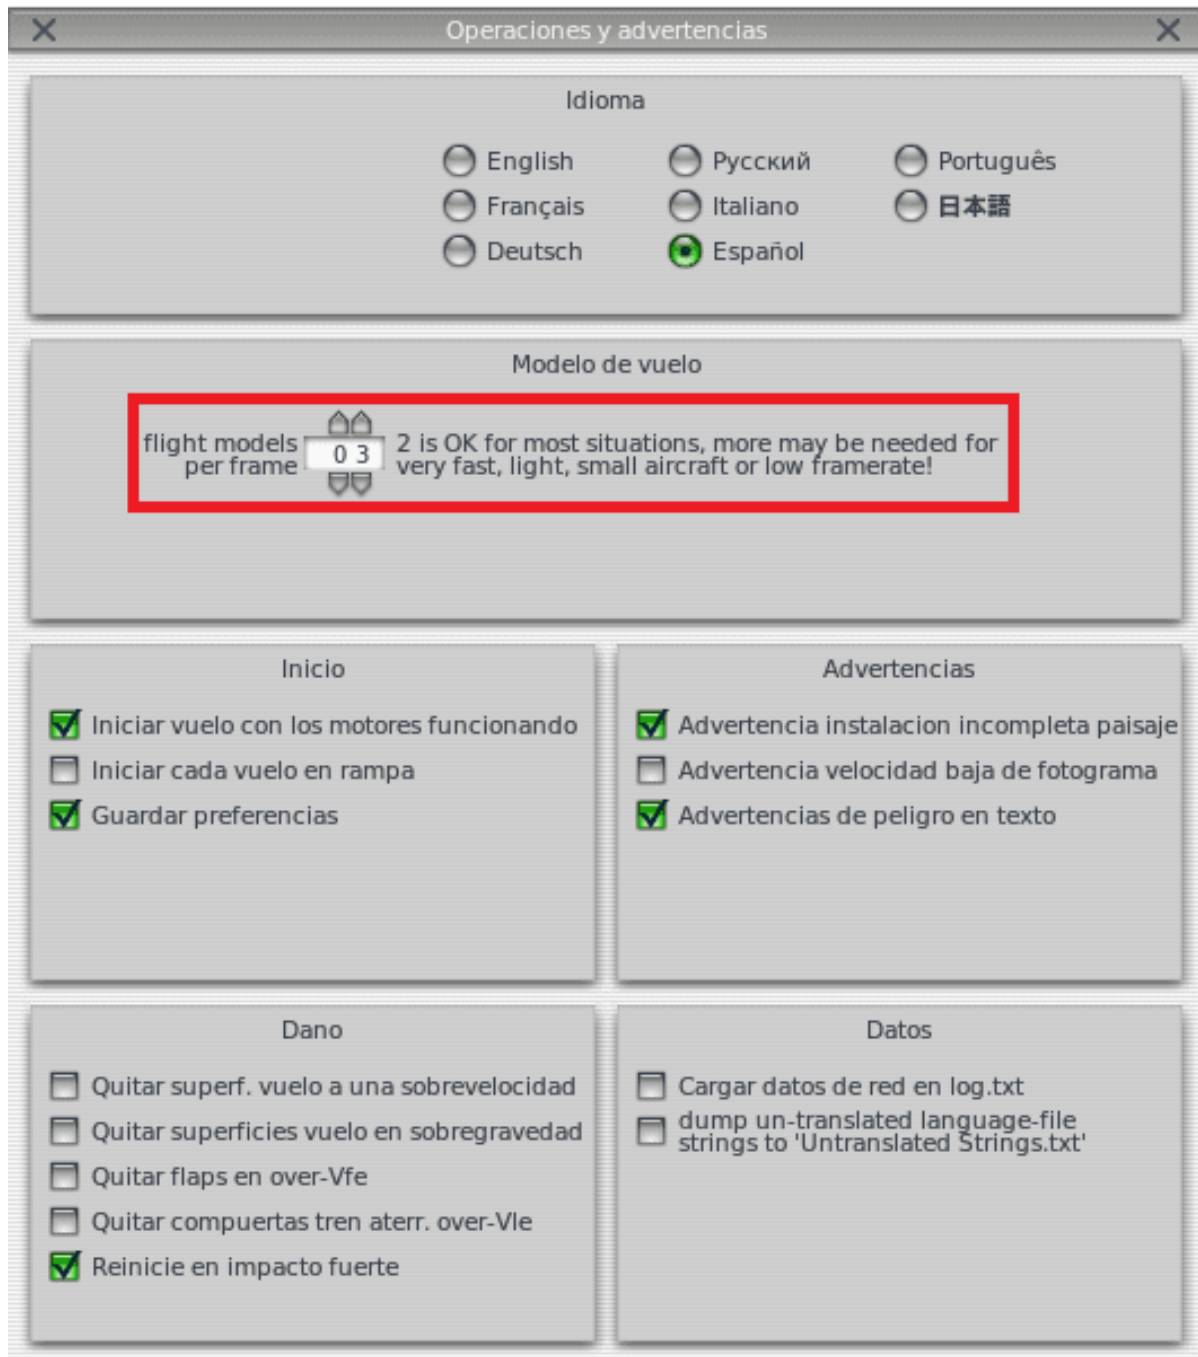 Operaciones y advertencias
Idioma
English
Русский
Português
Français
Italiano
日本語
Deutsch
Español
Modelo de vuelo
flight models
per frame
0 3
2 is OK for most situations, more may be needed for
very fast, light, small aircraft or low framerate!
Inicio
Iniciar vuelo con los motores funcionando
Iniciar cada vuelo en rampa
Guardar preferencias
Advertencias
Advertencia instalacion incompleta paisaje
Advertencia velocidad baja de fotograma
Advertencias de peligro en texto
Dano
Quitar superf. vuelo a una sobrevelocidad
Quitar superficies vuelo en sobregravedad
Quitar flaps en over-Vfe
Quitar compuertas tren aterr. over-Vle
Reinicie en impacto fuerte
Datos
Cargar datos de red en log.txt
dump un-translated language-file
strings to 'Untranslated Strings.txt'